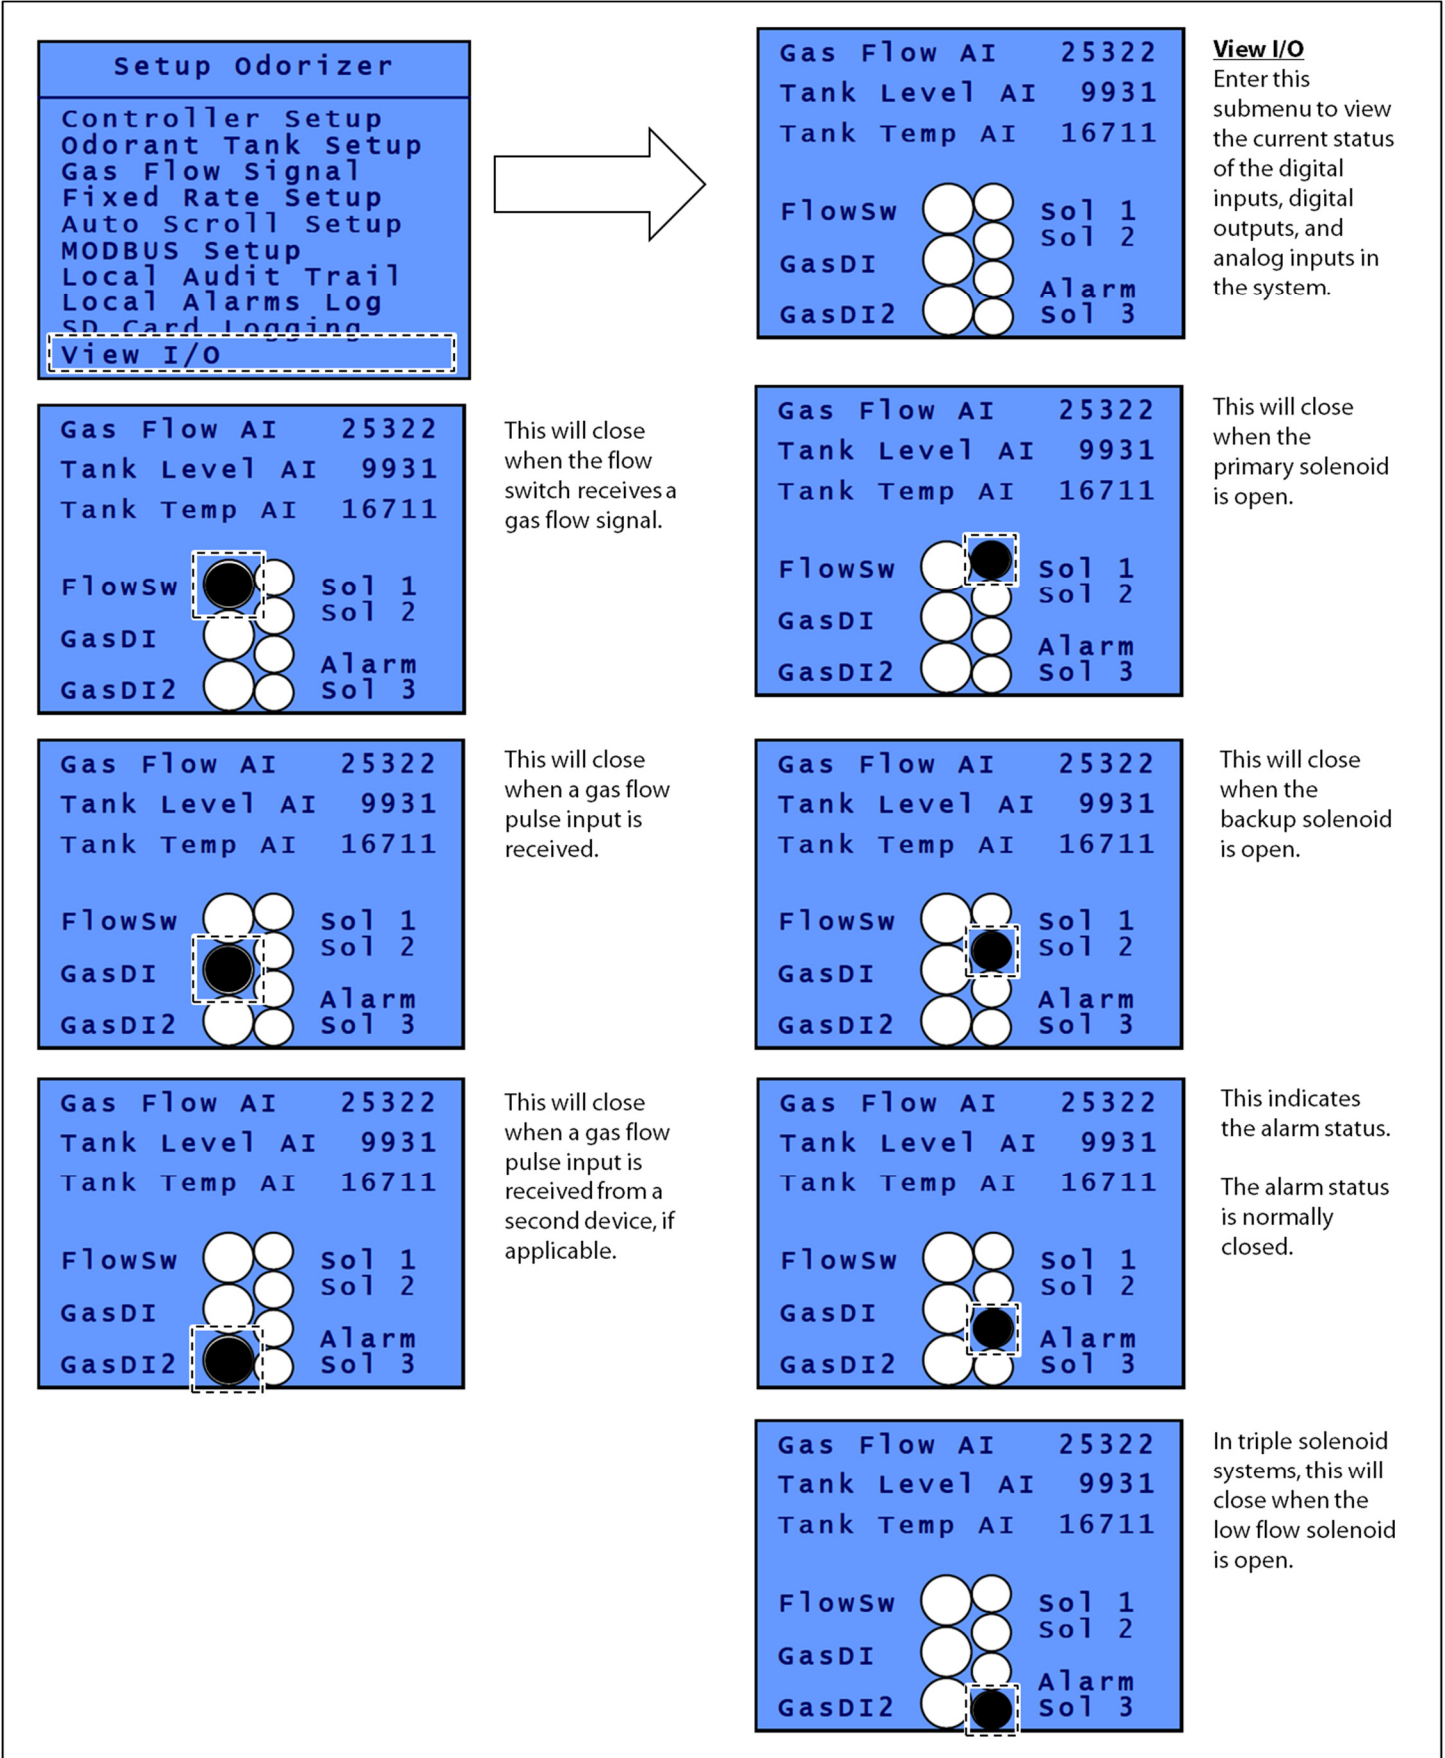 Setup Odorizer
Controller Setup
Odorant Tank Setup
Gas Flow Signal
Fixed Rate Setup
Auto Scroll Setup
MODBUS Setup
Local Audit Trail
Local Alarms Log
SD Card Logging
View I/O
Gas Flow AI 25322
Tank Level AI 9931
Tank Temp AI 16711
FlowSw Sol 1
Sol 2
GasDI
Alarm
GasDI2 Sol 3
View I/O
Enter this
submenu to view
the current status
of the digital
inputs, digital
outputs, and
analog inputs in
the system.
Gas Flow AI 25322
Tank Level AI 9931
Tank Temp AI 16711
FlowSw Sol 1
Sol 2
GasDI
Alarm
GasDI2 Sol 3
This will close
when the flow
switch receives a
gas flow signal.
Gas Flow AI 25322
Tank Level AI 9931
Tank Temp AI 16711
FlowSw Sol 1
Sol 2
GasDI
Alarm
GasDI2 Sol 3
This will close
when the
primary solenoid
is open.
Gas Flow AI 25322
Tank Level AI 9931
Tank Temp AI 16711
FlowSw Sol 1
Sol 2
GasDI
Alarm
GasDI2 Sol 3
This will close
when a gas flow
pulse input is
received.
Gas Flow AI 25322
Tank Level AI 9931
Tank Temp AI 16711
FlowSw Sol 1
Sol 2
GasDI
Alarm
GasDI2 Sol 3
This will close
when the
backup solenoid
is open.
Gas Flow AI 25322
Tank Level AI 9931
Tank Temp AI 16711
FlowSw Sol 1
Sol 2
GasDI
Alarm
GasDI2 Sol 3
This will close
when a gas flow
pulse input is
received from a
second device, if
applicable.
Gas Flow AI 25322
Tank Level AI 9931
Tank Temp AI 16711
FlowSw Sol 1
Sol 2
GasDI
Alarm
GasDI2 Sol 3
This indicates
the alarm status.
The alarm status
is normally
closed.
Gas Flow AI 25322
Tank Level AI 9931
Tank Temp AI 16711
FlowSw Sol 1
Sol 2
GasDI
Alarm
GasDI2 Sol 3
In triple solenoid
systems, this will
close when the
low flow solenoid
is open.